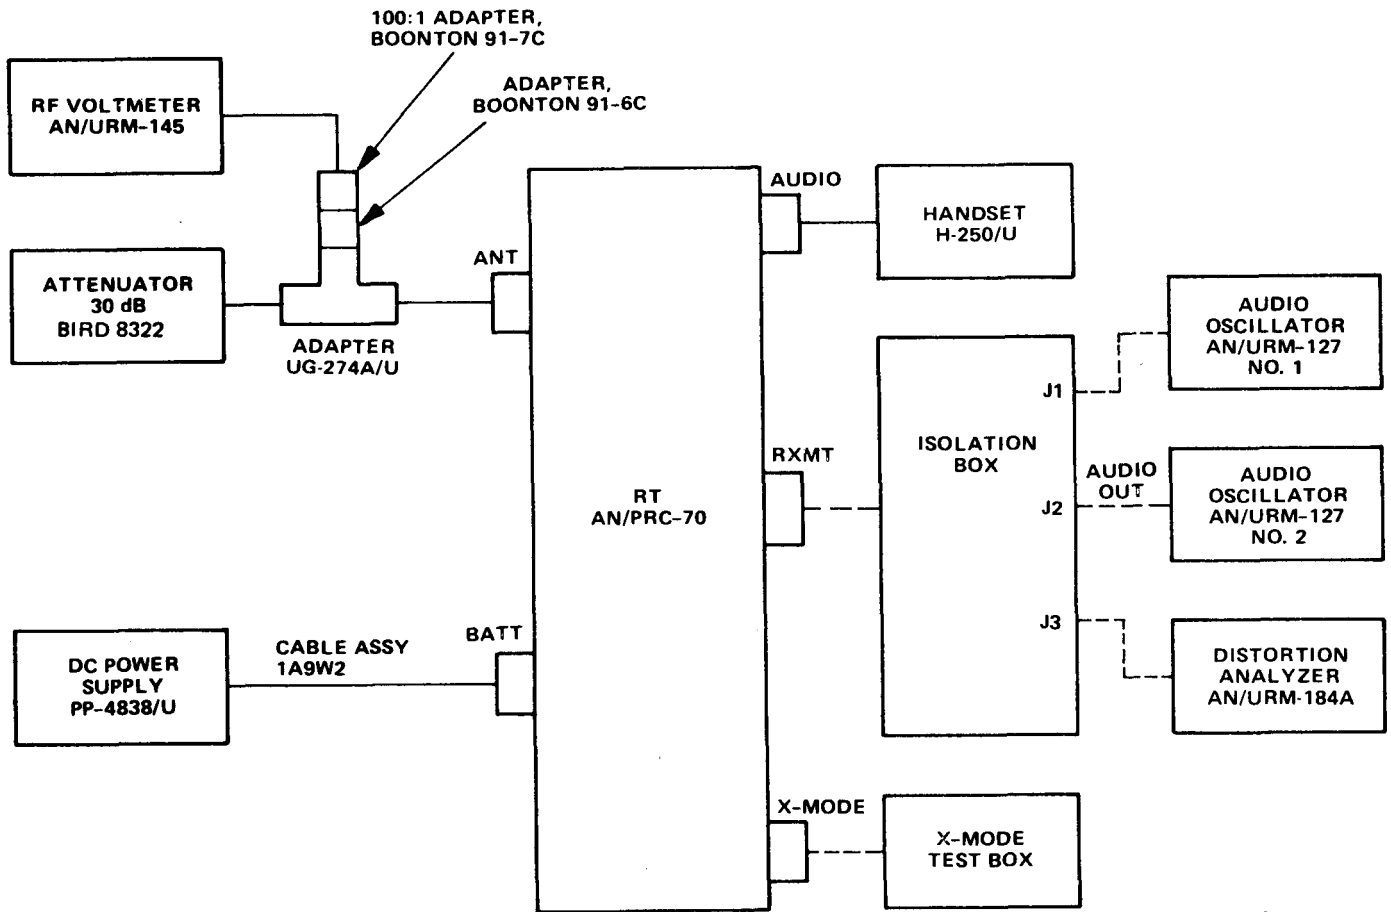 100:1 ADAPTER,
BOONTON 91-7C
ADAPTER,
BOONTON 91-6C
RF VOLTMETER
AN/URM-145
ATTENUATOR
30 dB
BIRD 8322
ADAPTER
UG-274A/U
ANT
DC POWER
SUPPLY
PP-4838/U
CABLE ASSY
1A9W2
BATT
RT
AN/PRC-70
AUDIO
HANDSET
H-250/U
RXMT
ISOLATION
BOX
J1
J2
J3
AUDIO
OUT
AUDIO
OSCILLATOR
AN/URM-127
NO. 1
AUDIO
OSCILLATOR
AN/URM-127
NO. 2
DISTORTION
ANALYZER
AN/URM-184A
X-MODE
X-MODE
TEST BOX